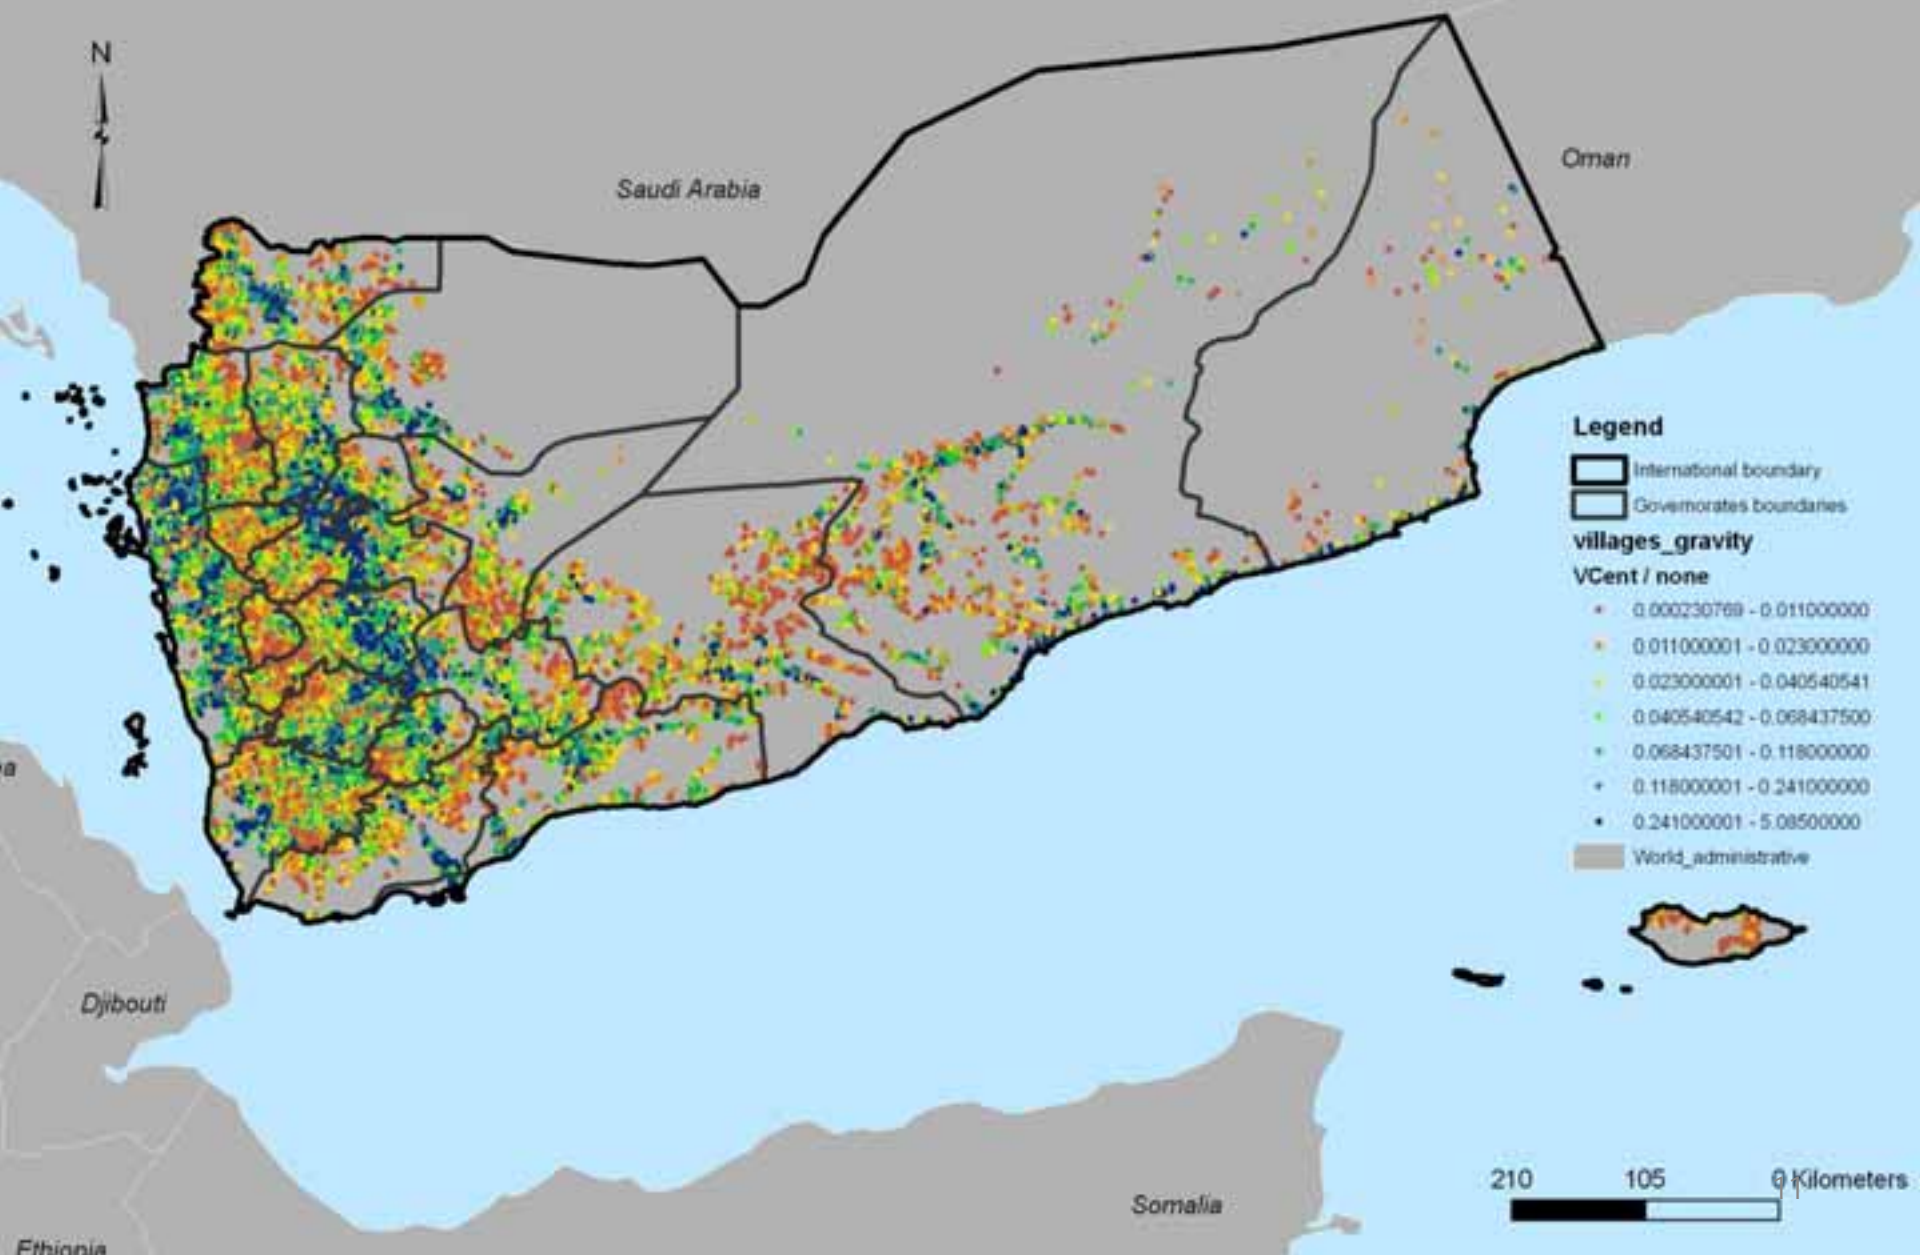 N
Saudi Arabia
Oman
Legend
International boundary
Governorates boundaries
villages_gravity
VCent / none
0.000230769 - 0.011000000
0.011000001 - 0.023000000
0.023000001 - 0.040540541
0.040540542 - 0.068437500
0.068437501 - 0.118000000
0.118000001 - 0.241000000
0.241000001 - 5.08500000
World_administrative
a
Djibouti
210 105 0 Kilometers
11
Somalia
Ethiopia